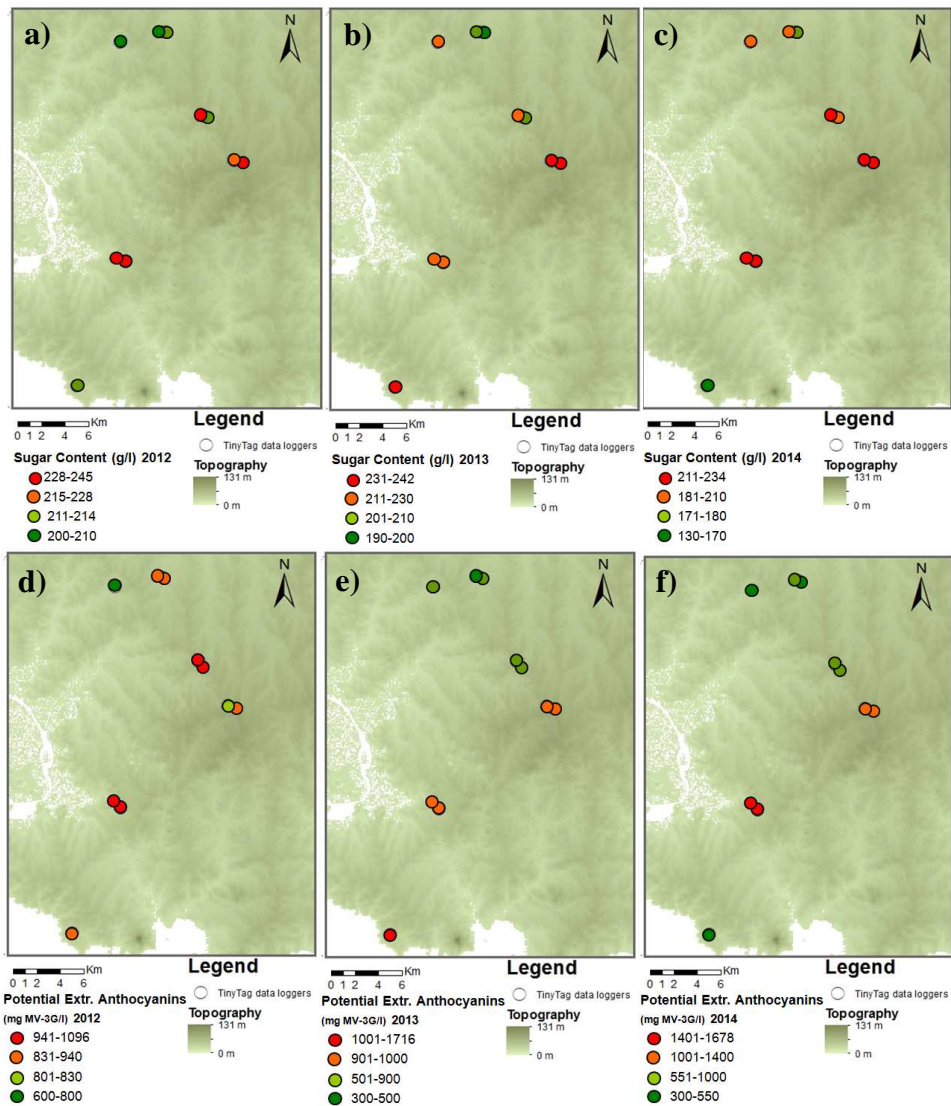 a)
N
b)
N
c)
N
0 1 2 4 6
Km
Legend
TinyTag data loggers
Sugar Content (g/l) 2012
Topography
228-245
131 m
215-228
0 m
211-214
200-210
0 1 2 4 6
Km
Legend
TinyTag data loggers
Sugar Content (g/l) 2013
Topography
231-242
131 m
211-230
0 m
201-210
190-200
0 1 2 4 6
Km
Legend
TinyTag data loggers
Sugar Content (g/l) 2014
Topography
211-234
131 m
181-210
0 m
171-180
130-170
d)
N
e)
N
f)
N
0 1 2 4 6
Km
Legend
Potential Extr. Anthocyanins
TinyTag data loggers
(mg MV-3G/l) 2012
Topography
941-1096
131 m
831-940
0 m
801-830
600-800
0 1 2 4 6
Km
Legend
Potential Extr. Anthocyanins
TinyTag data loggers
(mg MV-3G/l) 2013
Topography
1001-1716
131 m
901-1000
0 m
501-900
300-500
0 1 2 4 6
Km
Legend
Potential Extr. Anthocyanins
TinyTag data loggers
(mg MV-3G/l) 2014
Topography
1401-1678
131 m
1001-1400
0 m
551-1000
300-550